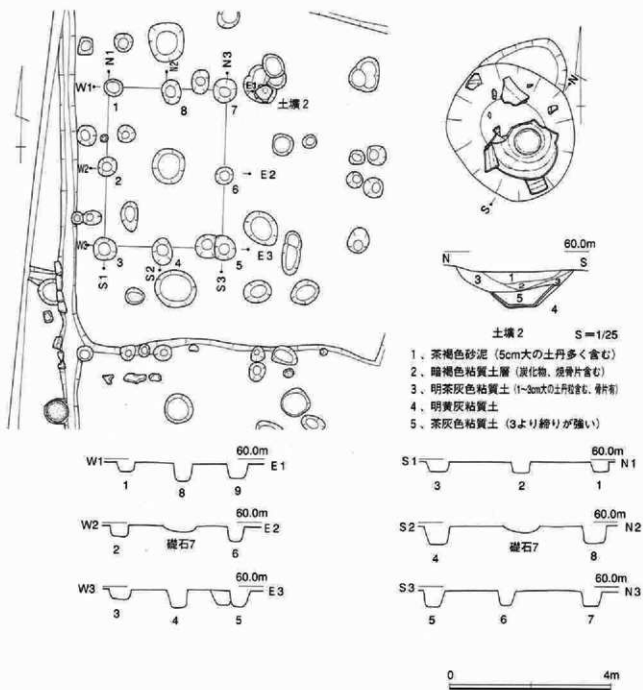 N1 N2 N3
W1 E1
1 8 7
土壙 2
W2 E2
2 6
W3 E3
3 4 5
S1 S2 S3
N
S
N 60.0m S
3 1 2 5 4
土壙 2 S=1/25
1、茶褐色砂泥（5cm大の土丹多く含む）
2、暗褐色粘質土層（炭化物、焼骨片含む）
3、明茶灰色粘質土（1~3cm大の土丹粒含む、骨片有）
4、明黄灰粘質土
5、茶灰色粘質土（3より締りが強い）
W1 60.0m E1
1 8 9
W2 60.0m E2
2 礎石7 6
W3 60.0m E3
3 4 5
S1 60.0m N1
3 2 1
S2 60.0m N2
4 礎石7 8
S3 60.0m N3
5 6 7
0 4m